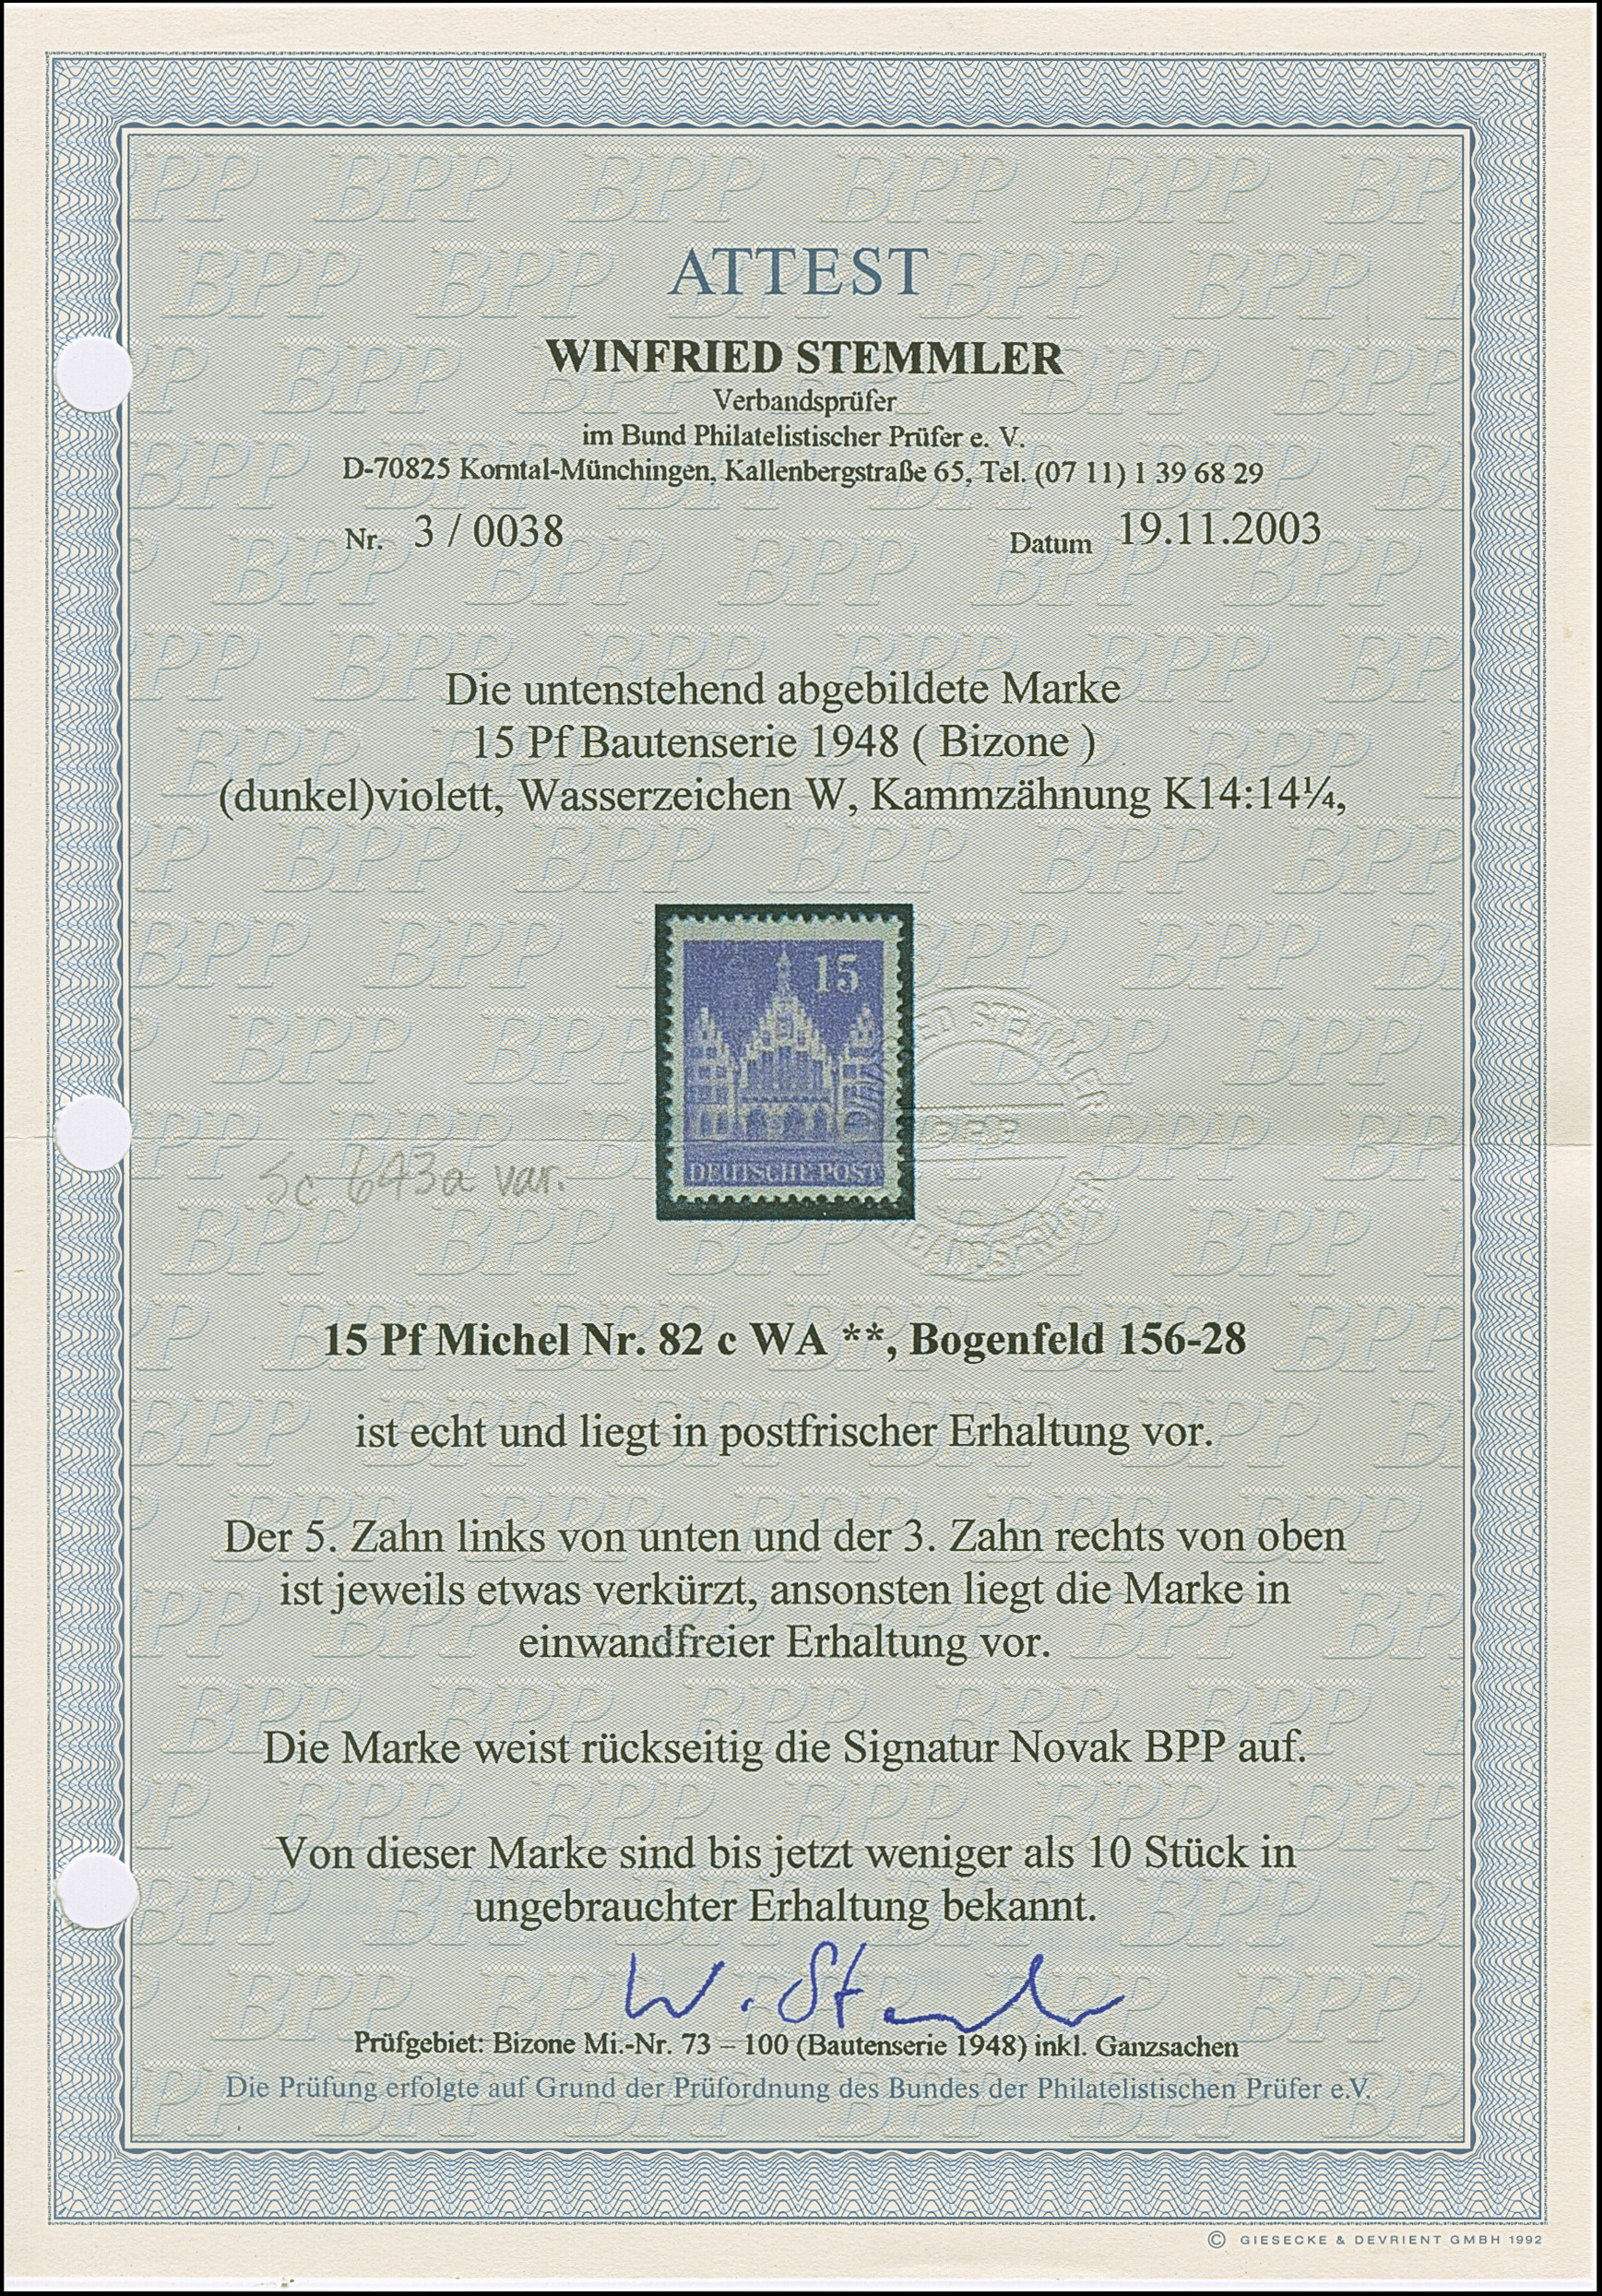 ATTEST
WINFRIED STEMMLER
Verbandsprüfer
im Bund Philatelistischer Prüfer e. V.
D-70825 Korntal-Münchingen, Kallenbergstraße 65, Tel. (07 11) 1 39 68 29
Nr. 3 / 0038 Datum 19.11.2003
Die untenstehend abgebildete Marke
15 Pf Bautenserie 1948 ( Bizone )
(dunkel)violett, Wasserzeichen W, Kammzähnung K14:14¼,
15
DEUTSCHE POST
WINFRIED STEMMLER
BPP
VERBANDSPRÜFER
Sc 643a var.
15 Pf Michel Nr. 82 c WA **, Bogenfeld 156-28
ist echt und liegt in postfrischer Erhaltung vor.
Der 5. Zahn links von unten und der 3. Zahn rechts von oben
ist jeweils etwas verkürzt, ansonsten liegt die Marke in
einwandfreier Erhaltung vor.
Die Marke weist rückseitig die Signatur Novak BPP auf.
Von dieser Marke sind bis jetzt weniger als 10 Stück in
ungebrauchter Erhaltung bekannt.
W. Stemmler
Prüfgebiet: Bizone Mi.-Nr. 73 – 100 (Bautenserie 1948) inkl. Ganzsachen
Die Prüfung erfolgte auf Grund der Prüfordnung des Bundes der Philatelistischen Prüfer e.V.
© GIESECKE & DEVRIENT GMBH 1992